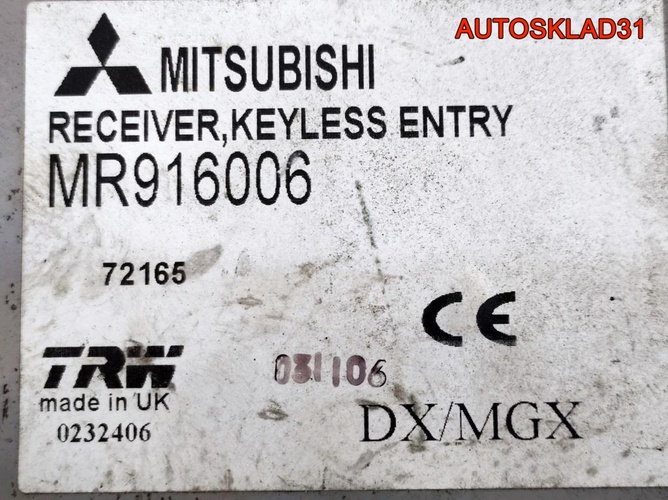 AUTOSKLAD31
MITSUBISHI
RECEIVER,KEYLESS ENTRY
MR916006
72165
CE
TRW
made in UK
0232406
031106
DX/MGX